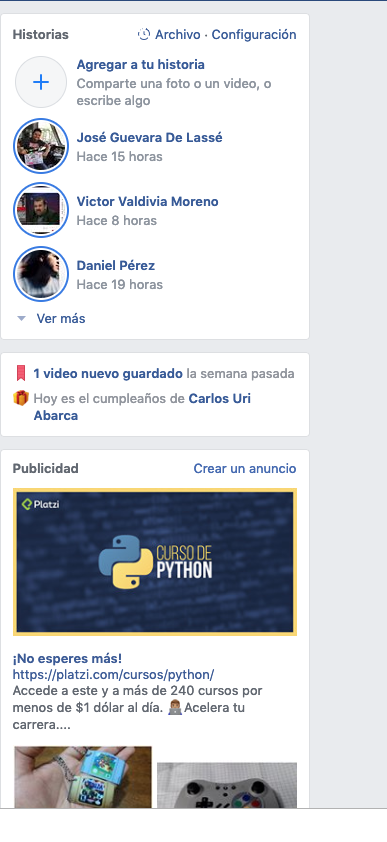 Historias
Archivo · Configuración
Agregar a tu historia
Comparte una foto o un video, o
escribe algo
José Guevara De Lassé
Hace 15 horas
Victor Valdivia Moreno
Hace 8 horas
Daniel Pérez
Hace 19 horas
Ver más
1 video nuevo guardado la semana pasada
Hoy es el cumpleaños de Carlos Uri
Abarca
Publicidad
Crear un anuncio
Platzi
CURSO DE
PYTHON
¡No esperes más!
https://platzi.com/cursos/python/
Accede a este y a más de 240 cursos por
menos de $1 dólar al día. 👨🏽‍💻Acelera tu
carrera....